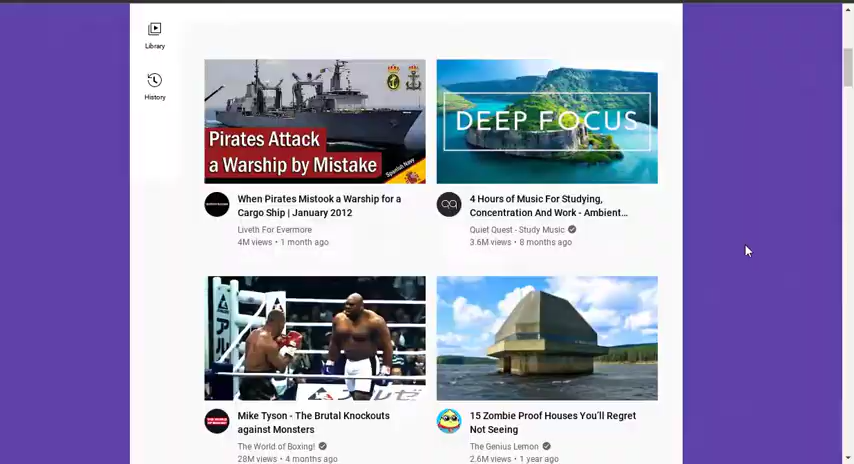 Library
History
Pirates Attack
a Warship by Mistake
Spanish Navy
DEEP FOCUS
When Pirates Mistook a Warship for a
Cargo Ship | January 2012
Liveth For Evermore
4M views • 1 month ago
4 Hours of Music For Studying,
Concentration And Work - Ambient...
Quiet Quest - Study Music
3.6M views • 8 months ago
Mike Tyson - The Brutal Knockouts
against Monsters
The World of Boxing!
28M views • 4 months ago
15 Zombie Proof Houses You'll Regret
Not Seeing
The Genius Lemon
2.6M views • 1 year ago